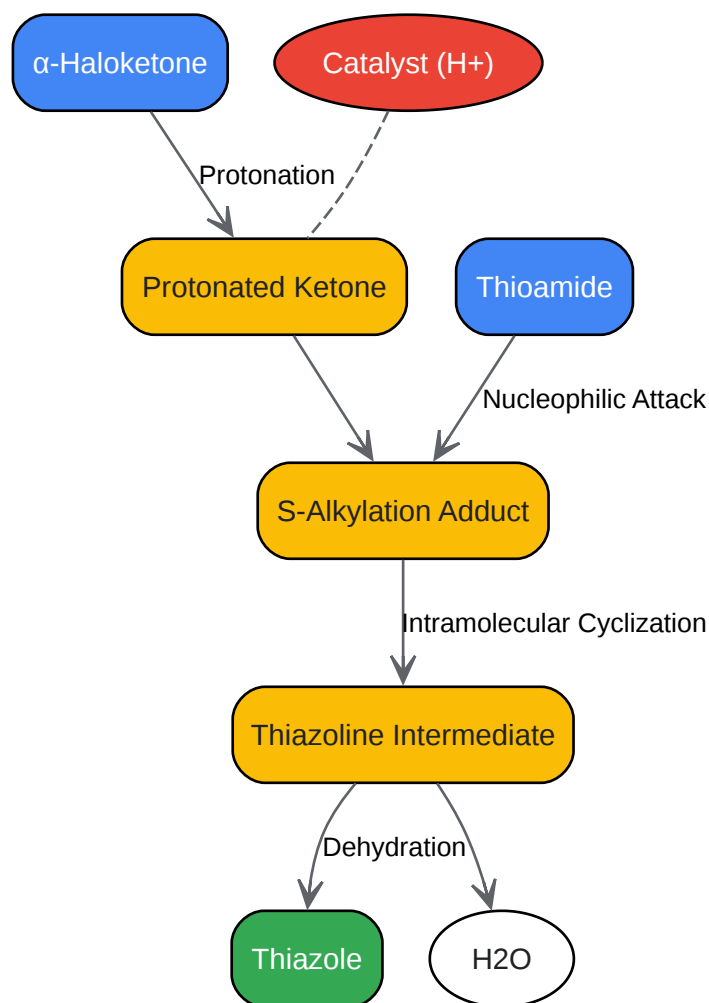 α-Haloketone
Catalyst (H+)
Protonation
Protonated Ketone
Thioamide
Nucleophilic Attack
S-Alkylation Adduct
Intramolecular Cyclization
Thiazoline Intermediate
Dehydration
Thiazole
H2O